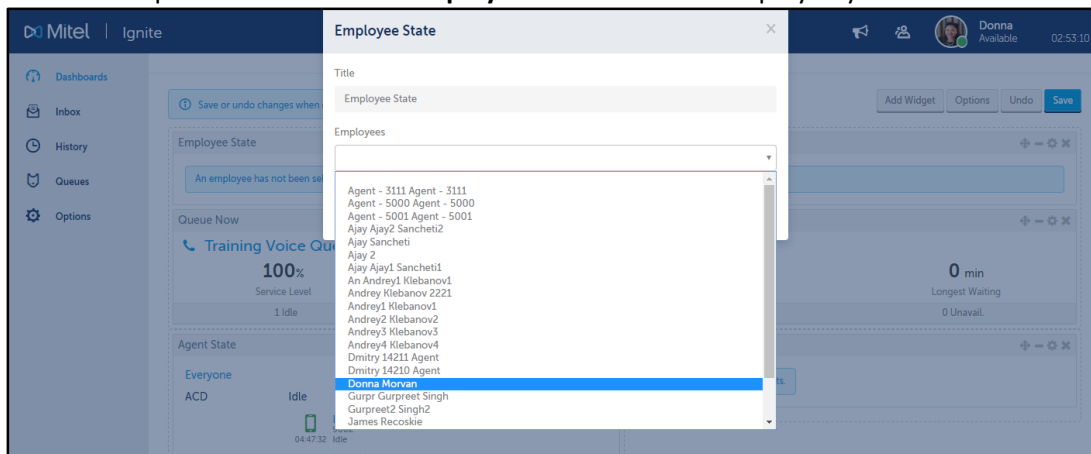 Mitel | Ignite
Employee State
Donna
Available
02:53:10
Dashboards
Inbox
History
Queues
Options
Title
Employee State
Employees
Save or undo changes when
Add Widget
Options
Undo
Save
Employee State
An employee has not been sel
Agent - 3111 Agent - 3111
Agent - 5000 Agent - 5000
Agent - 5001 Agent - 5001
Ajay Ajay2 Sancheti2
Ajay Sancheti
Ajay 2
Ajay Ajay1 Sancheti1
An Andrey1 Klebanov1
Andrey Klebanov 2221
Andrey1 Klebanov1
Andrey2 Klebanov2
Andrey3 Klebanov3
Andrey4 Klebanov4
Dmitry 14211 Agent
Dmitry 14210 Agent
Donna Morvan
Gurpr Gurpreet Singh
Gurpreet2 Singh2
James Recoskie
Queue Now
Training Voice Qu
100%
Service Level
1 Idle
0 min
Longest Waiting
0 Unavail.
Agent State
Everyone
ACD
Idle
04:47:32
Idle
ts.